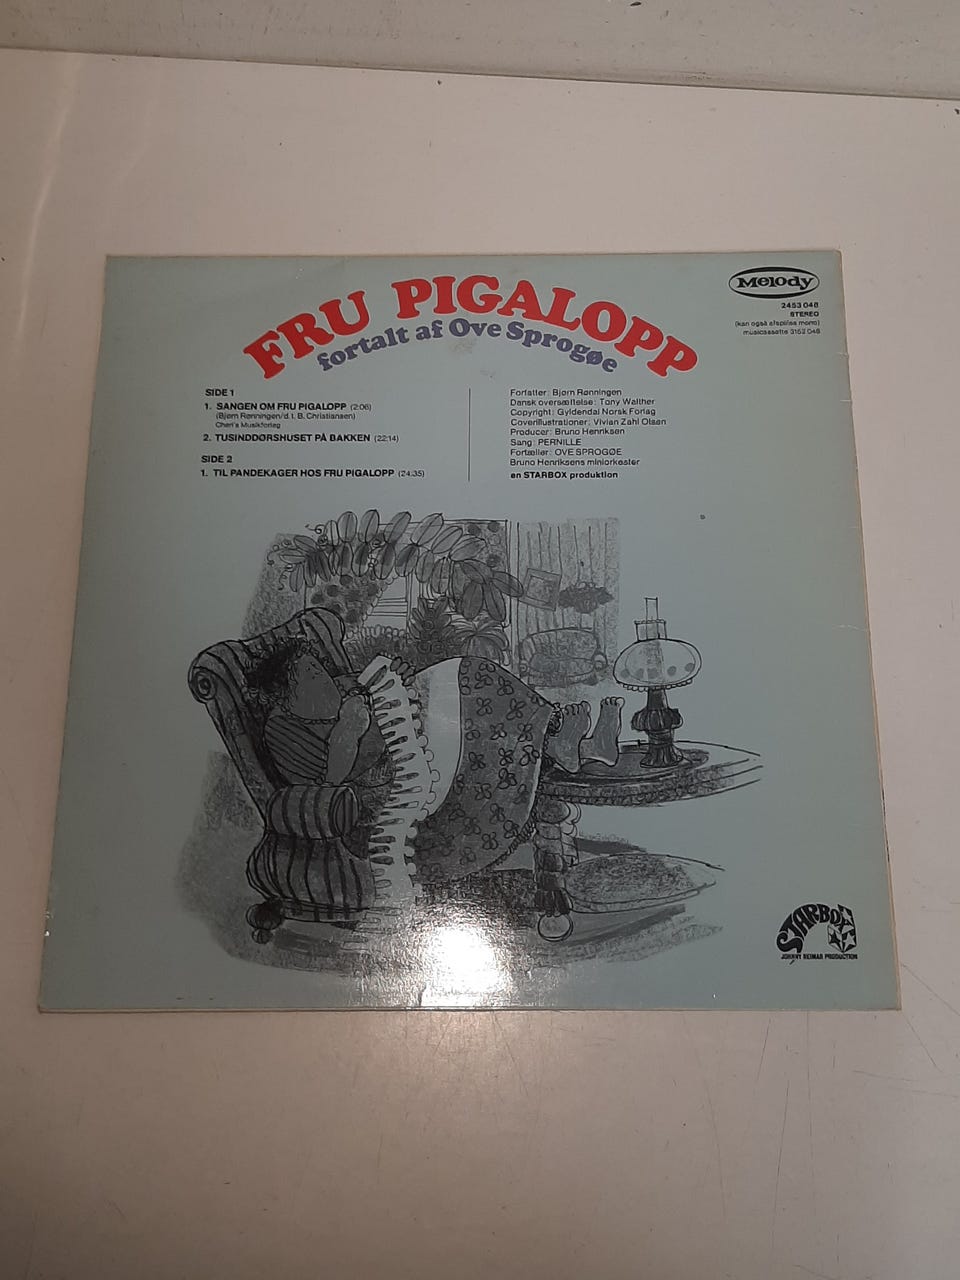 FRU PIGALOPP
fortalt af Ove Sprogøe
Melody
2453 048
STEREO
(kan også afspilles mono)
musicassette 3152 048
SIDE 1
1. SANGEN OM FRU PIGALOPP (2:06)
(Bjørn Rønningen/d.t. B. Christiansen)
Cheri's Musikforlag
2. TUSINDDØRSHUSET PÅ BAKKEN (22:14)
SIDE 2
1. TIL PANDEKAGER HOS FRU PIGALOPP (24:35)
Forfatter: Bjørn Rønningen
Dansk oversættelse: Tony Walther
Copyright: Gyldendal Norsk Forlag
Coverillustrationer: Vivian Zahl Olsen
Producer: Bruno Henriksen
Sang: PERNILLE
Fortæller: OVE SPROGØE
Bruno Henriksens miniorkester
en STARBOX produktion
STARBOX
JOHNNY REIMAR PRODUCTION